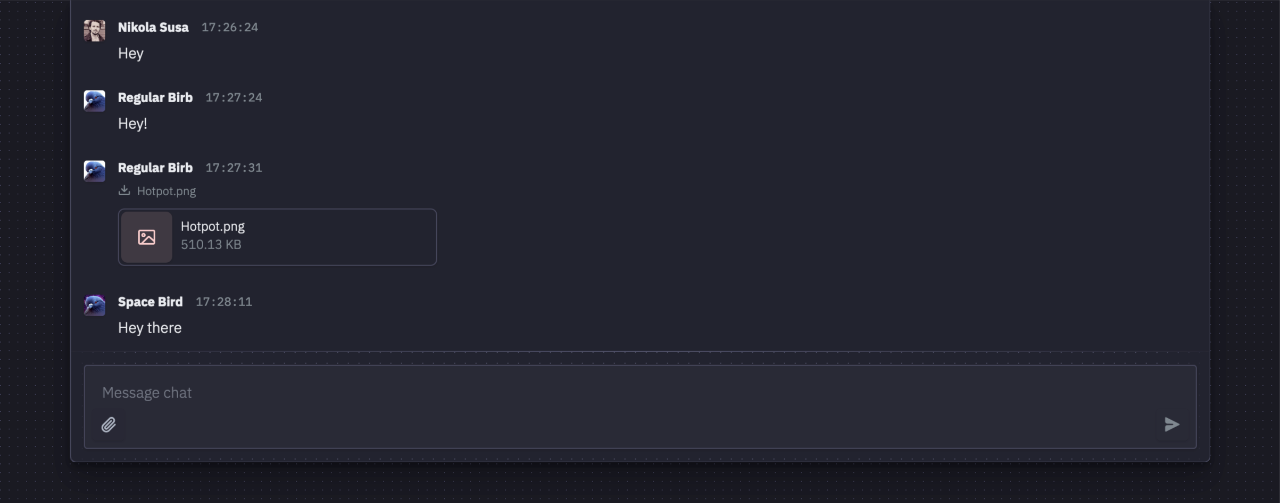 Nikola Susa 17:26:24
Hey
Regular Birb 17:27:24
Hey!
Regular Birb 17:27:31
Hotpot.png
Hotpot.png
510.13 KB
Space Bird 17:28:11
Hey there
Message chat